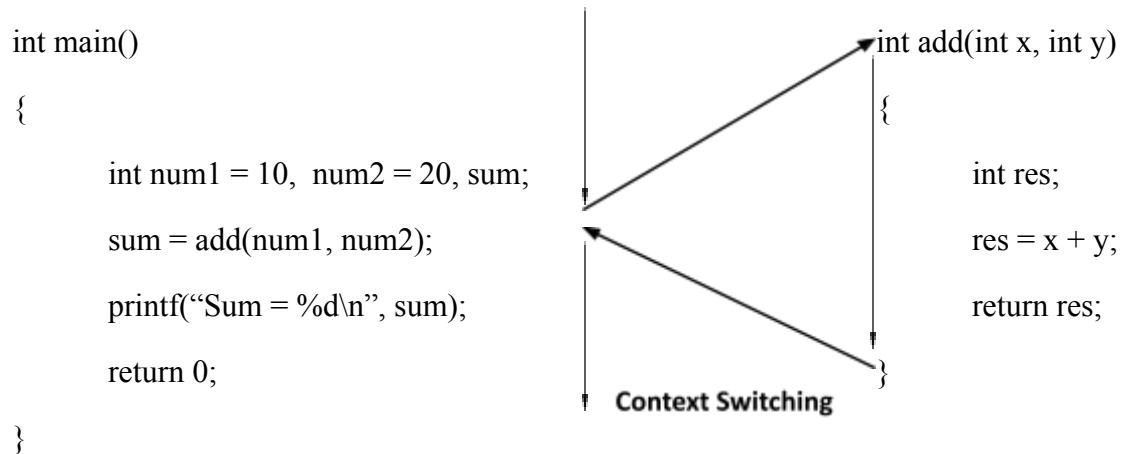 int main()
{
int num1 = 10, num2 = 20, sum;
sum = add(num1, num2);
printf(“Sum = %d\n”, sum);
return 0;
}
int add(int x, int y)
{
int res;
res = x + y;
return res;
}
Context Switching